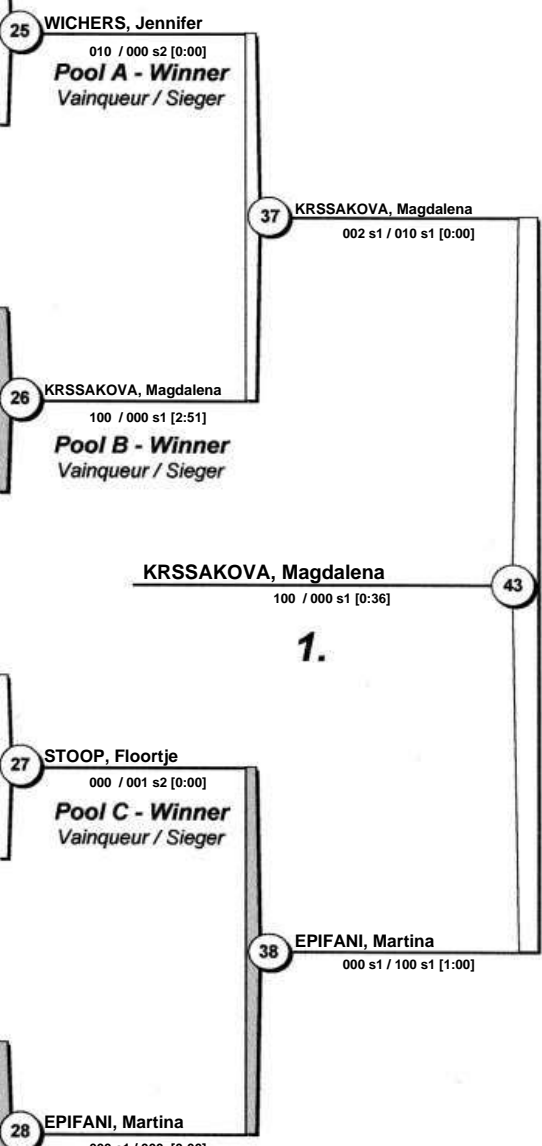 25 WICHERS, Jennifer
010 / 000 s2 [0:00]
Pool A - Winner
Vainqueur / Sieger
37 KRSSAKOVA, Magdalena
002 s1 / 010 s1 [0:00]
26 KRSSAKOVA, Magdalena
100 / 000 s1 [2:51]
Pool B - Winner
Vainqueur / Sieger
KRSSAKOVA, Magdalena 43
100 / 000 s1 [0:36]
1.
27 STOOP, Floortje
000 / 001 s2 [0:00]
Pool C - Winner
Vainqueur / Sieger
38 EPIFANI, Martina
000 s1 / 100 s1 [1:00]
28 EPIFANI, Martina